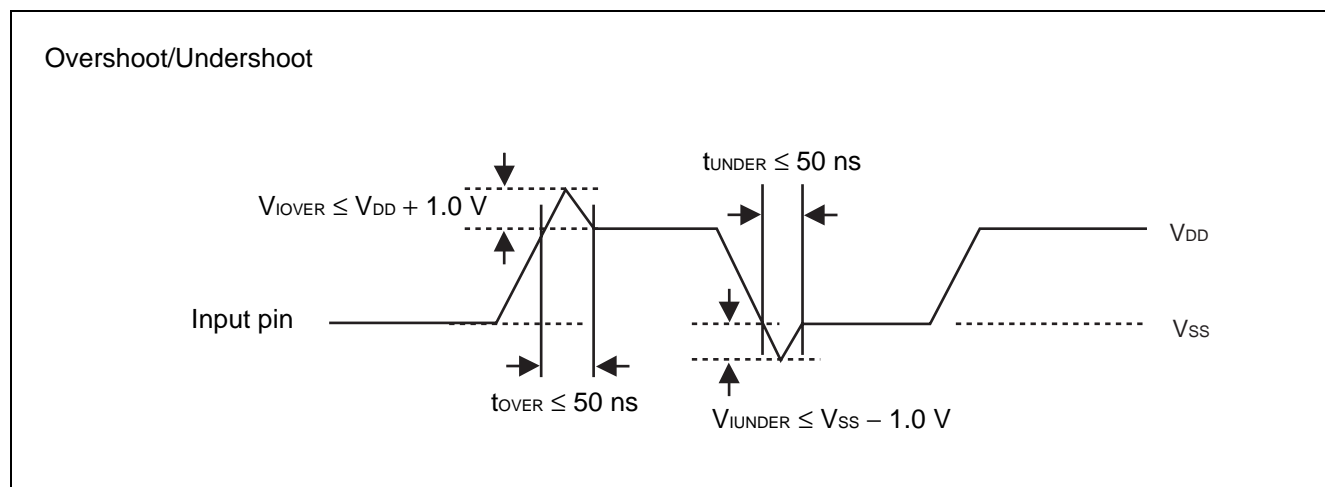 Overshoot/Undershoot
tUNDER ≤ 50 ns
VIOVER ≤ VDD + 1.0 V
VDD
Input pin
VSS
tOVER ≤ 50 ns
VIUNDER ≤ VSS − 1.0 V